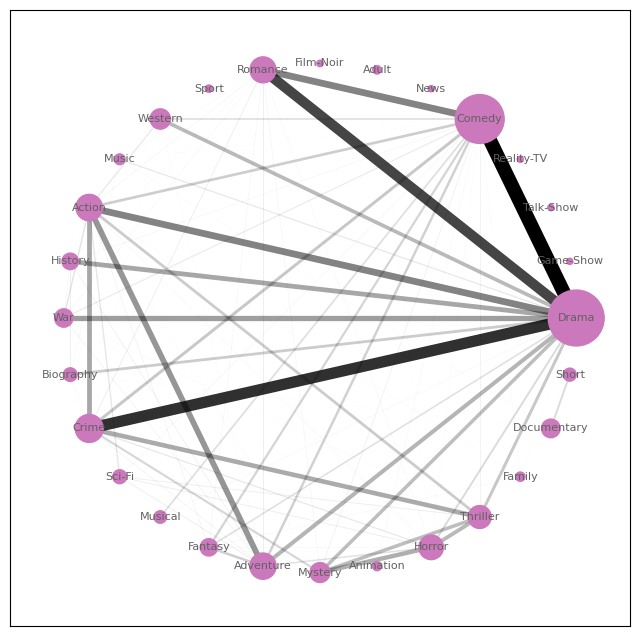 Film-Noir
Romance
Adult
Sport
News
Western
Comedy
Music
Reality-TV
Action
Talk-Show
History
Game-Show
War
Drama
Biography
Short
Crime
Documentary
Sci-Fi
Family
Musical
Thriller
Fantasy
Horror
Adventure
Animation
Mystery